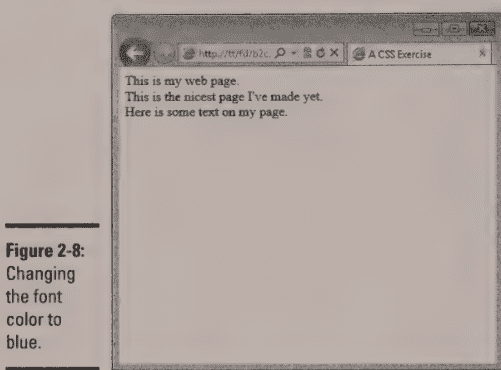 A CSS Exercise
This is my web page.
This is the nicest page I've made yet.
Here is some text on my page.
Figure 2-8:
Changing
the font
color to
blue.